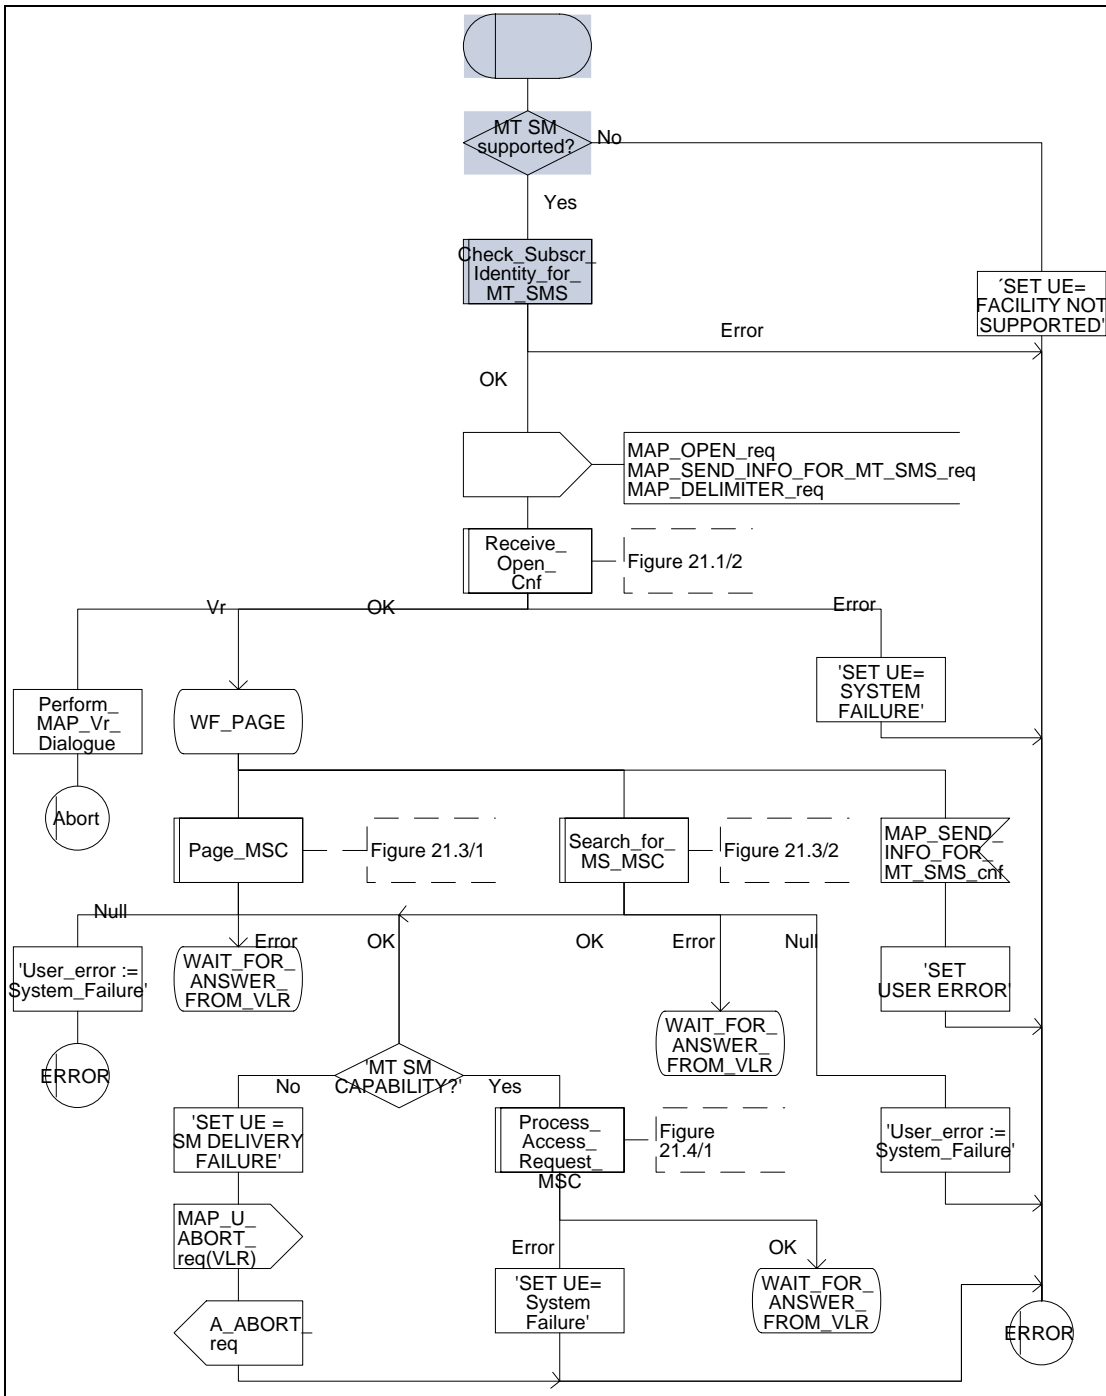 MT SM
supported?
No
Yes
Check_Subscr_
Identity_for_
MT_SMS
´SET UE=
FACILITY NOT
SUPPORTED'
Error
OK
MAP_OPEN_req
MAP_SEND_INFO_FOR_MT_SMS_req
MAP_DELIMITER_req
Receive_
Open_
Cnf
Figure 21.1/2
Vr
OK
Error
Perform_
MAP_Vr_
Dialogue
WF_PAGE
'SET UE=
SYSTEM
FAILURE'
Abort
Page_MSC
Figure 21.3/1
Search_for_
MS_MSC
Figure 21.3/2
MAP_SEND_
INFO_FOR_
MT_SMS_cnf
Null
Error
OK
OK
Error
Null
'User_error :=
System_Failure'
WAIT_FOR_
ANSWER_
FROM_VLR
'SET
USER ERROR'
WAIT_FOR_
ANSWER_
FROM_VLR
ERROR
'MT SM
CAPABILITY?'
No
Yes
'SET UE =
SM DELIVERY
FAILURE'
Process_
Access_
Request_
MSC
Figure
21.4/1
'User_error :=
System_Failure'
MAP_U_
ABORT_
req(VLR)
Error
OK
A_ABORT_
req
'SET UE=
System
Failure'
WAIT_FOR_
ANSWER_
FROM_VLR
ERROR